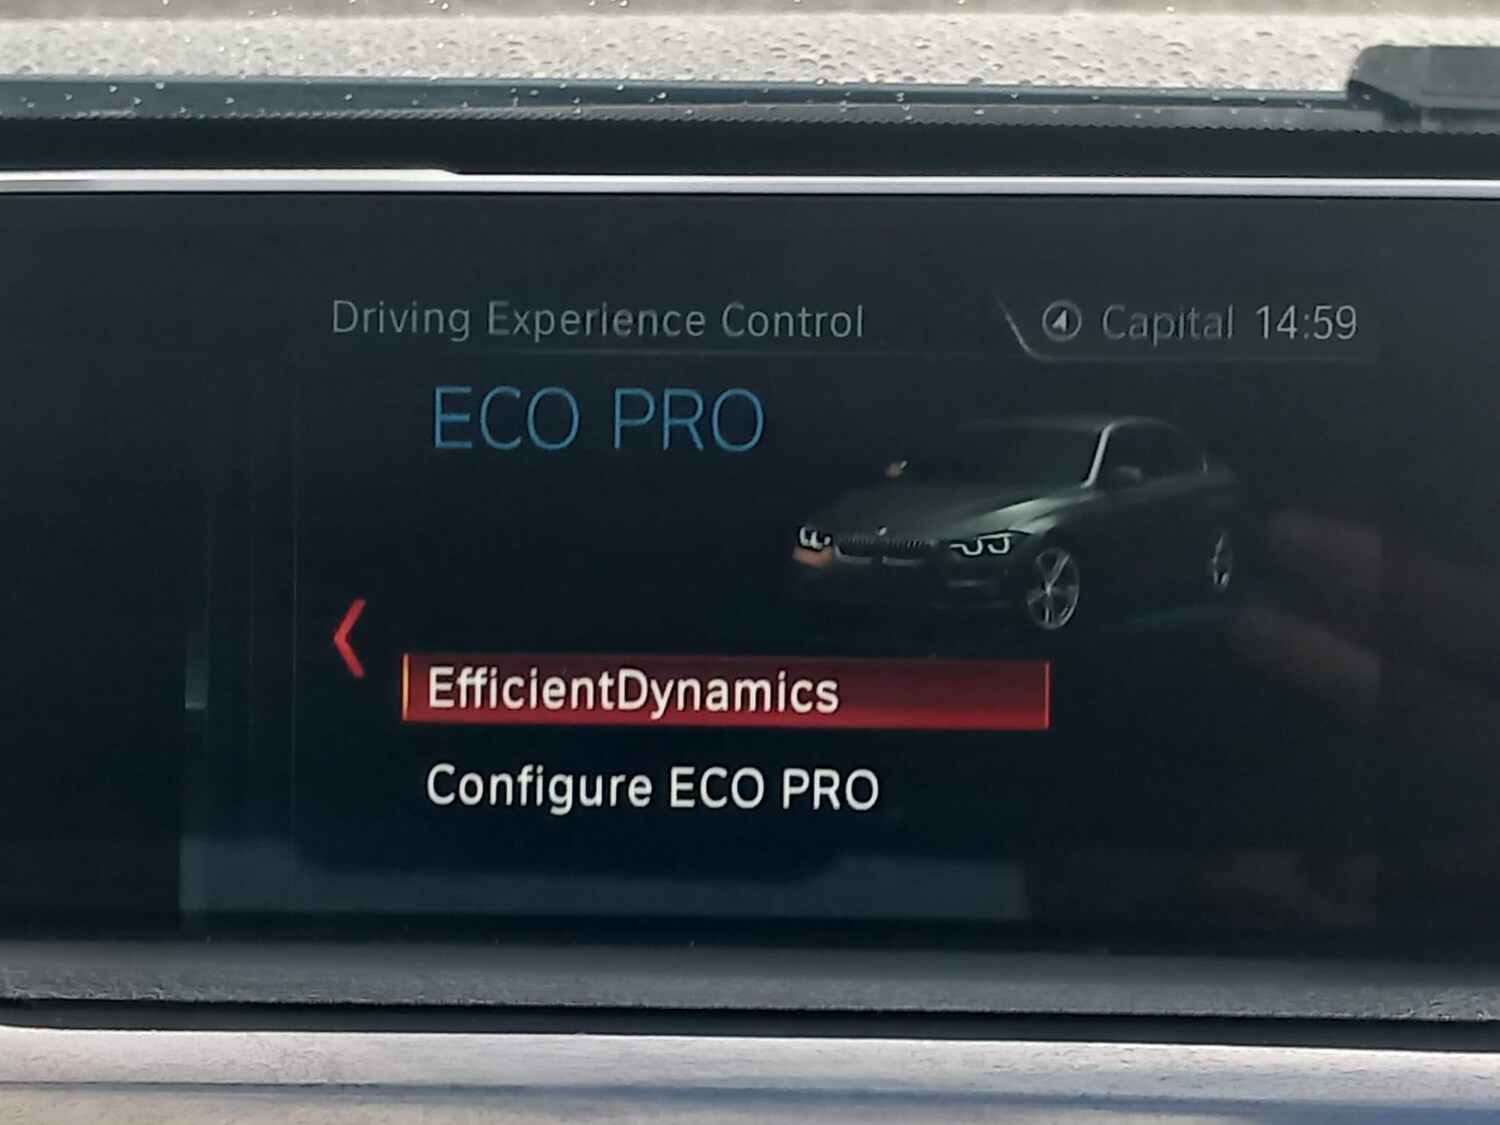 Driving Experience Control
Capital 14:59
ECO PRO
EfficientDynamics
Configure ECO PRO